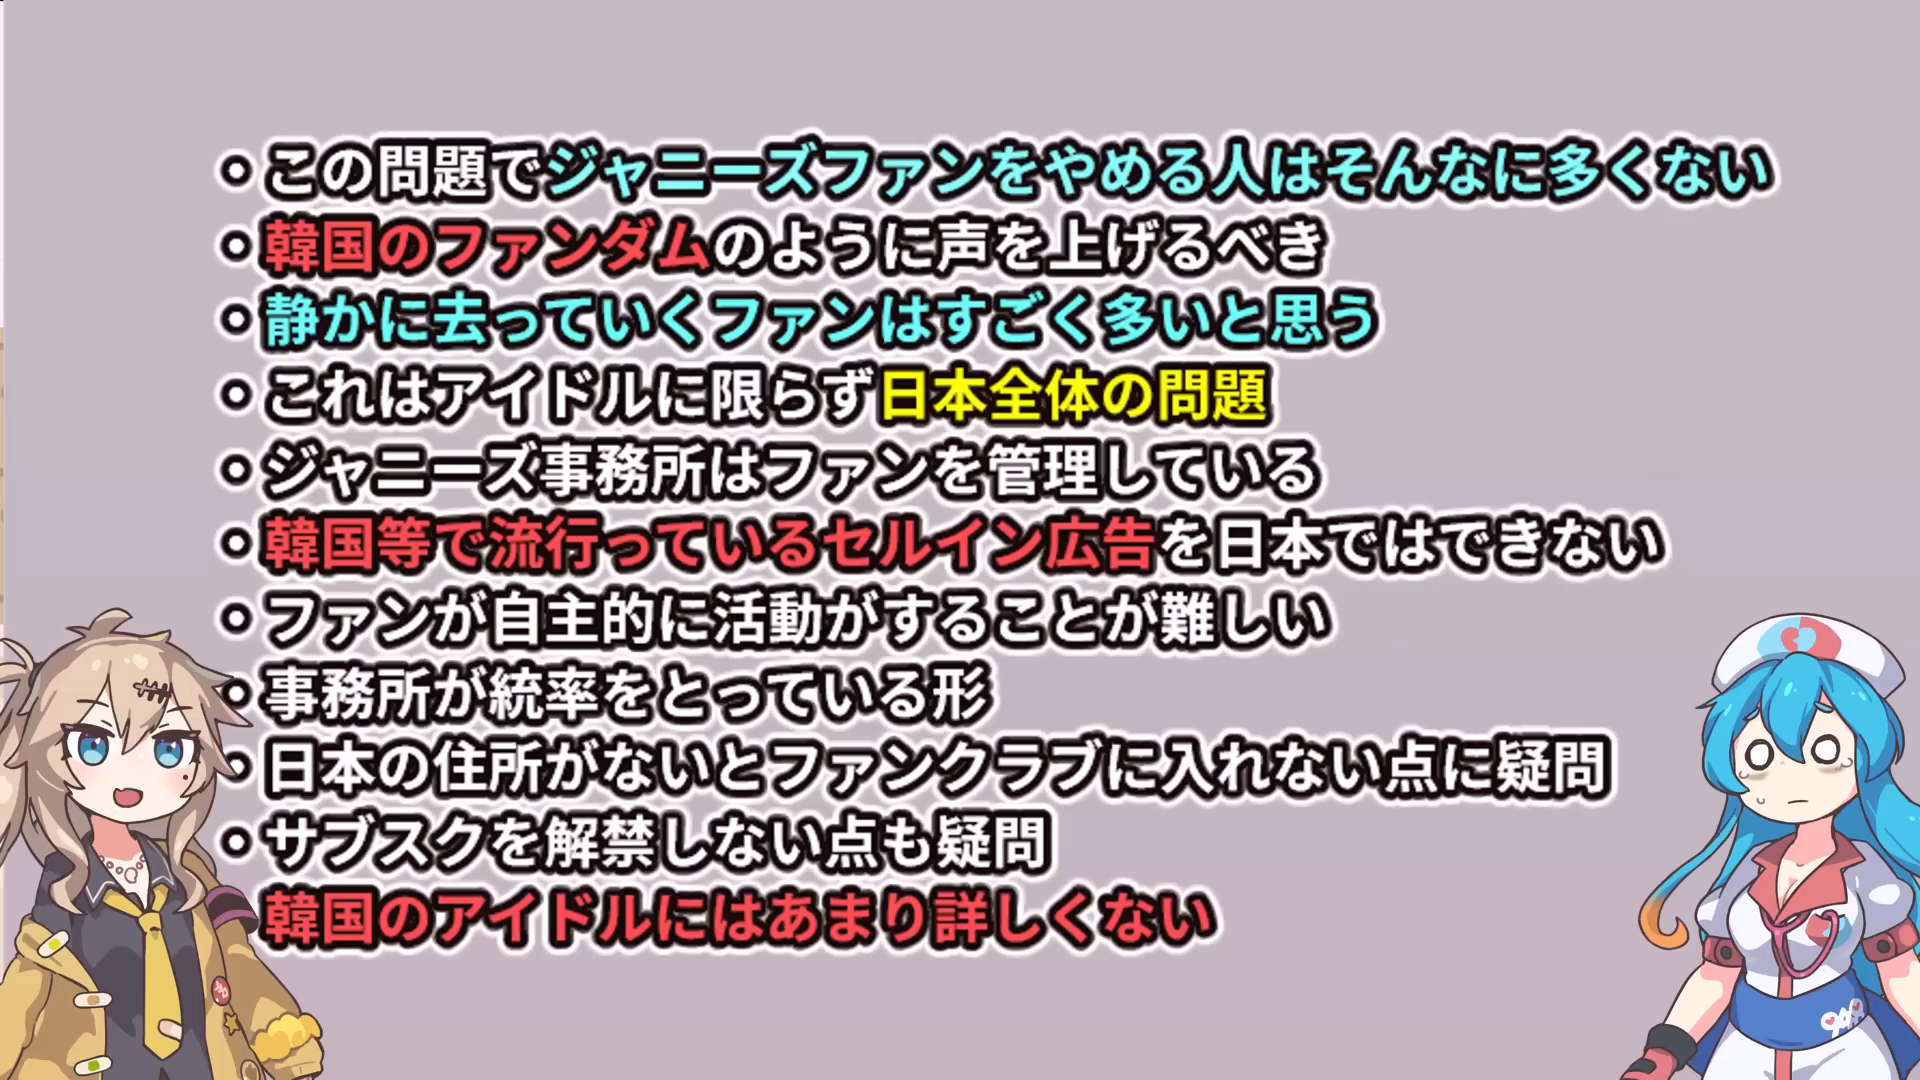 ・この問題でジャニーズファンをやめる人はそんなに多くない
・韓国のファンダムのように声を上げるべき
・静かに去っていくファンはすごく多いと思う
・これはアイドルに限らず日本全体の問題
・ジャニーズ事務所はファンを管理している
・韓国等で流行っているセルイン広告を日本ではできない
・ファンが自主的に活動がすることが難しい
・事務所が統率をとっている形
・日本の住所がないとファンクラブに入れない点に疑問
・サブスクを解禁しない点も疑問
韓国のアイドルにはあまり詳しくない